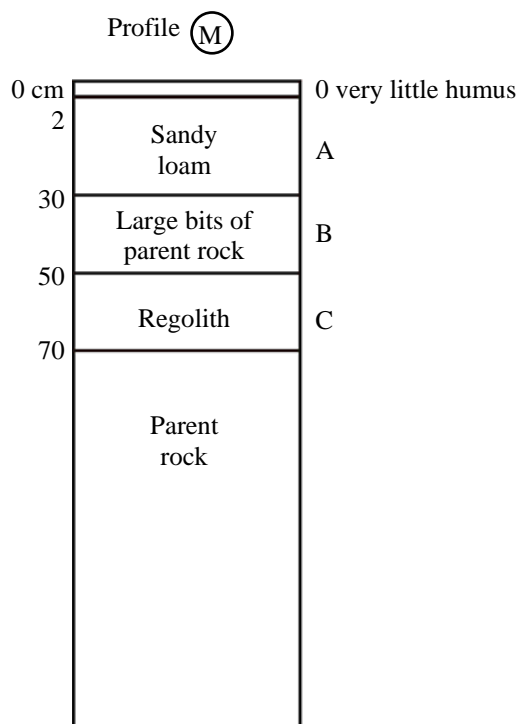 Profile M
0 cm
0 very little humus
2
Sandy
loam
A
30
Large bits of
parent rock
B
50
Regolith
C
70
Parent
rock